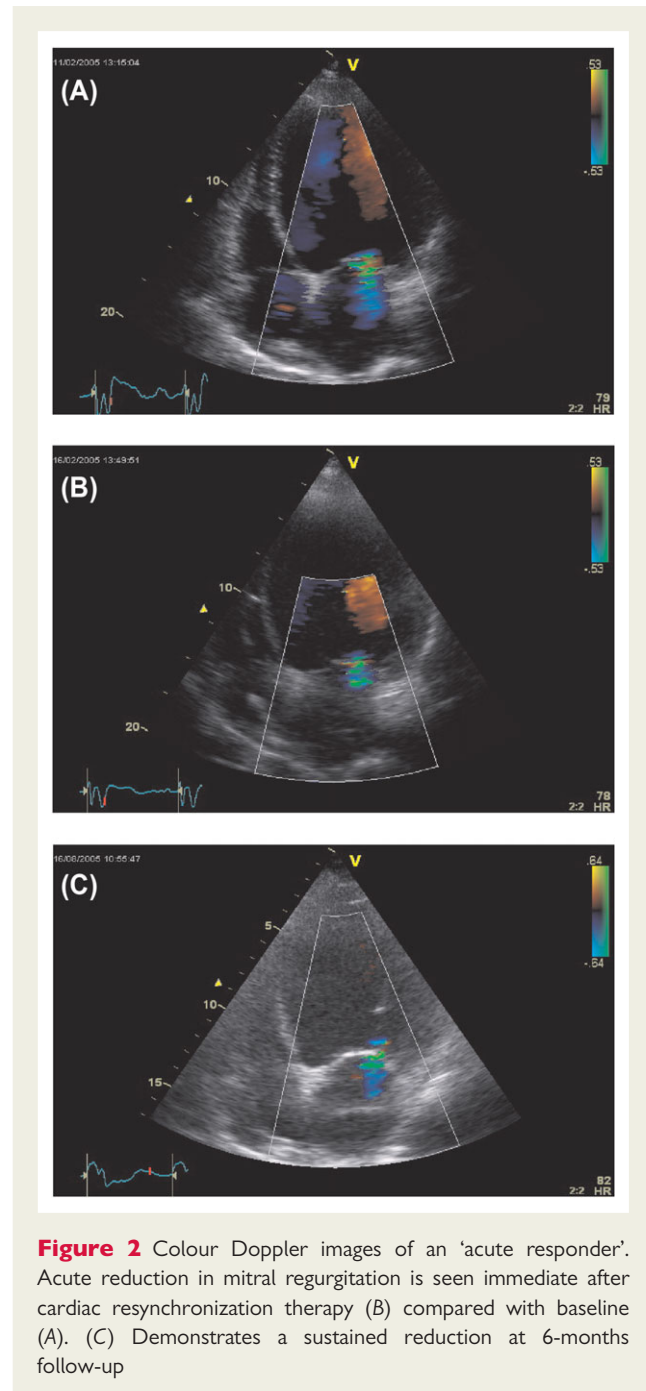 11/02/2005 13:15:04
V
.53
(A)
-.53
10
20
79
2:2 HR
16/02/2005 13:49:51
V
.53
(B)
-.53
10
20
78
2:2 HR
16/08/2005 10:55:47
V
.64
(C)
-.64
5
10
15
82
2:2 HR
Figure 2 Colour Doppler images of an ‘acute responder’.
Acute reduction in mitral regurgitation is seen immediate after
cardiac resynchronization therapy (B) compared with baseline
(A). (C) Demonstrates a sustained reduction at 6-months
follow-up